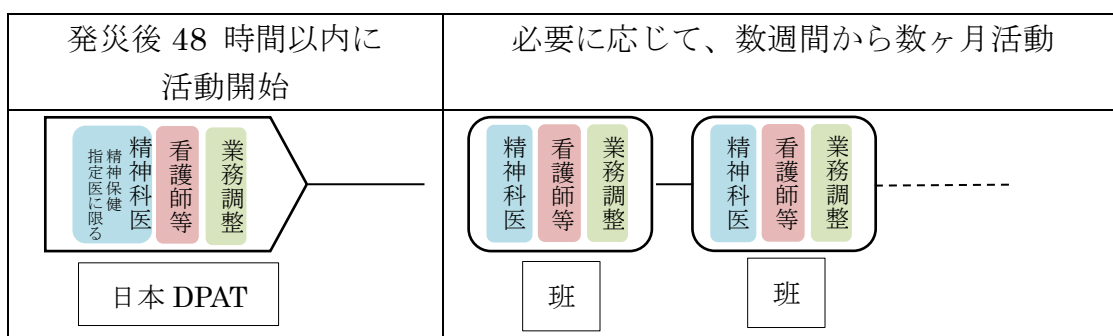 発災後 48 時間以内に
活動開始
必要に応じて、数週間から数ヶ月活動
精神科医
精神保健
指定医に限る
看護師等
業務調整
日本 DPAT
精神科医
看護師等
業務調整
班
精神科医
看護師等
業務調整
班